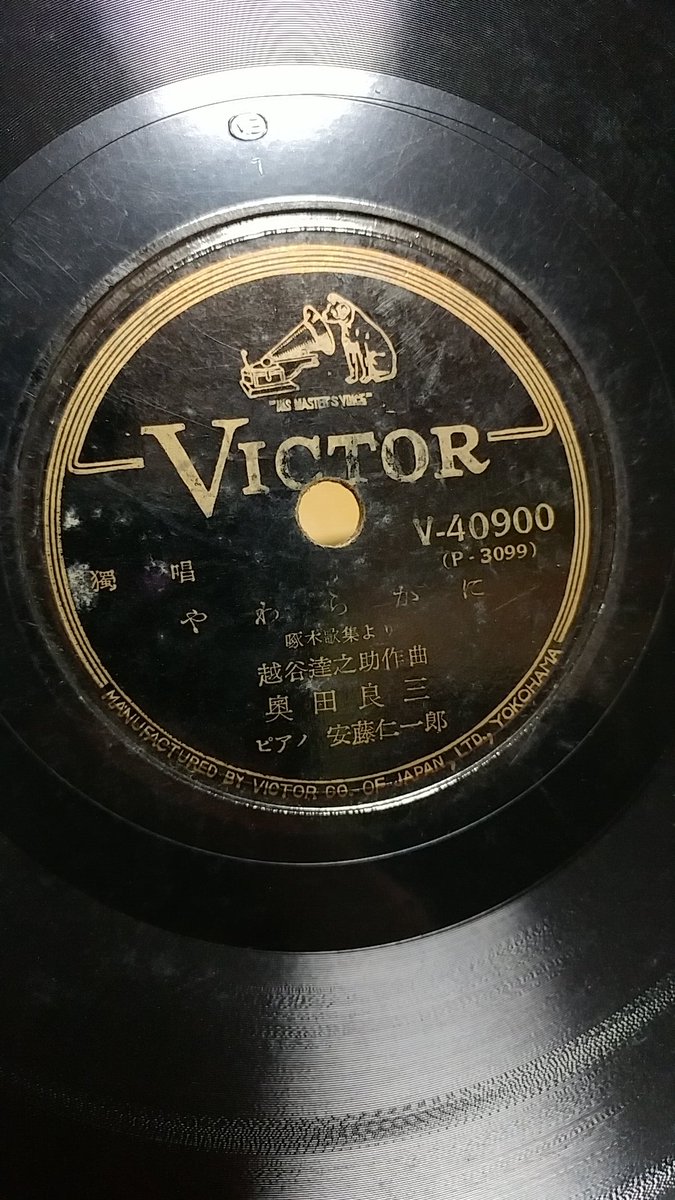 "HIS MASTER'S VOICE"
VICTOR
V-40900
(P-3099)
獨唱
やわらかに
啄木歌集より
越谷達之助作曲
奥田良三
ピアノ 安藤仁一郎
MANUFACTURED BY VICTOR CO. OF JAPAN, LTD., YOKOHAMA